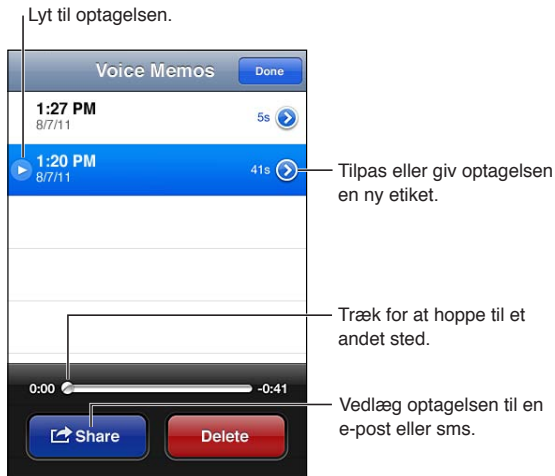 Lyt til optagelsen.
Voice Memos
Done
1:27 PM
8/7/11
5s
1:20 PM
8/7/11
41s
Tilpas eller giv optagelsen
en ny etiket.
Træk for at hoppe til et
andet sted.
0:00
-0:41
Vedlæg optagelsen til en
e-post eller sms.
Share
Delete